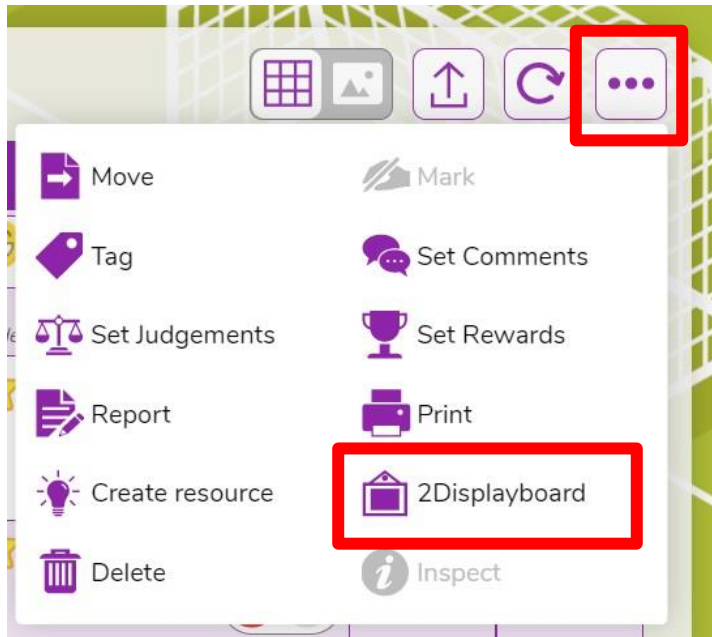 Move
Mark
Tag
Set Comments
Set Judgements
Set Rewards
Report
Print
Create resource
2Displayboard
Delete
Inspect